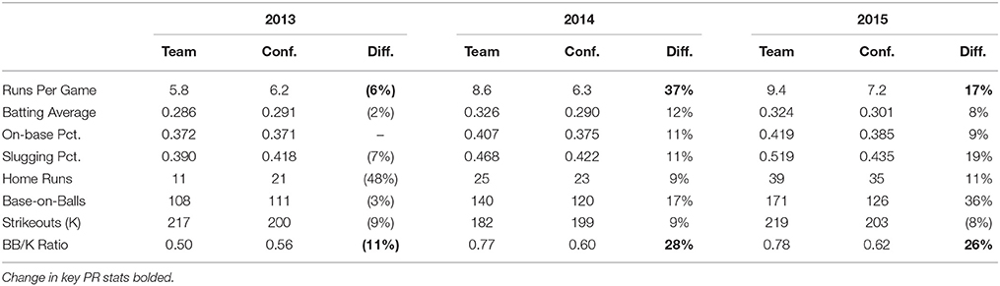 2013 2014 2015
Team Conf. Diff. Team Conf. Diff. Team Conf. Diff.
Runs Per Game 5.8 6.2 (6%) 8.6 6.3 37% 9.4 7.2 17%
Batting Average 0.286 0.291 (2%) 0.326 0.290 12% 0.324 0.301 8%
On-base Pct. 0.372 0.371 – 0.407 0.375 11% 0.419 0.385 9%
Slugging Pct. 0.390 0.418 (7%) 0.468 0.422 11% 0.519 0.435 19%
Home Runs 11 21 (48%) 25 23 9% 39 35 11%
Base-on-Balls 108 111 (3%) 140 120 17% 171 126 36%
Strikeouts (K) 217 200 (9%) 182 199 9% 219 203 (8%)
BB/K Ratio 0.50 0.56 (11%) 0.77 0.60 28% 0.78 0.62 26%
Change in key PR stats bolded.